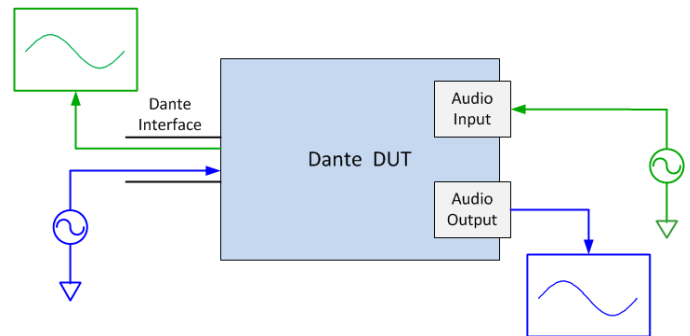 Dante
Interface
Dante DUT
Audio
Input
Audio
Output